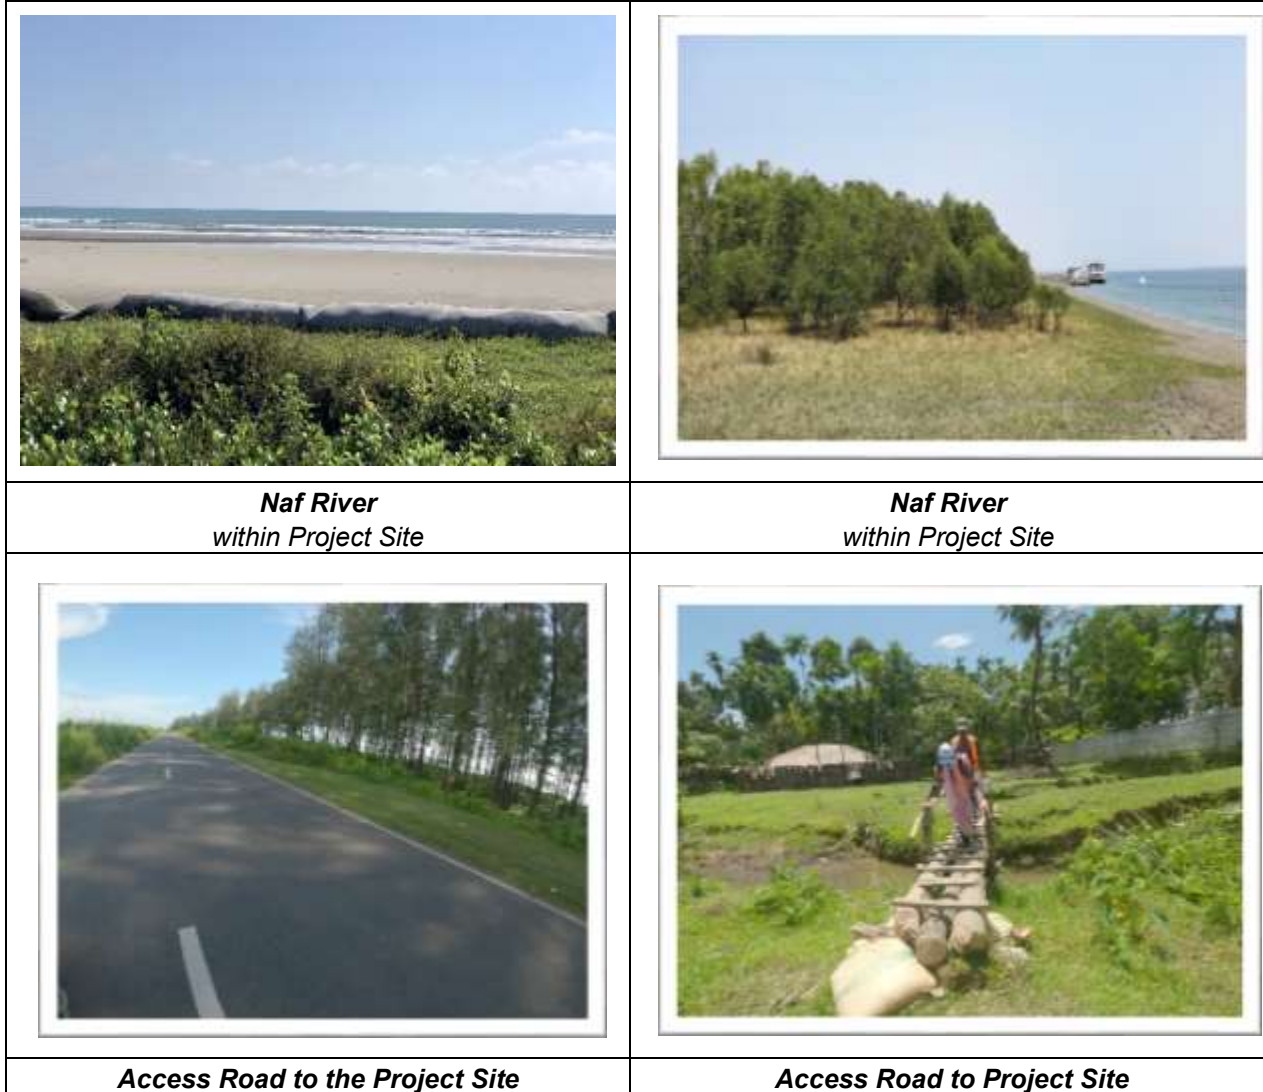 Naf River
within Project Site
Naf River
within Project Site
Access Road to the Project Site
Access Road to Project Site